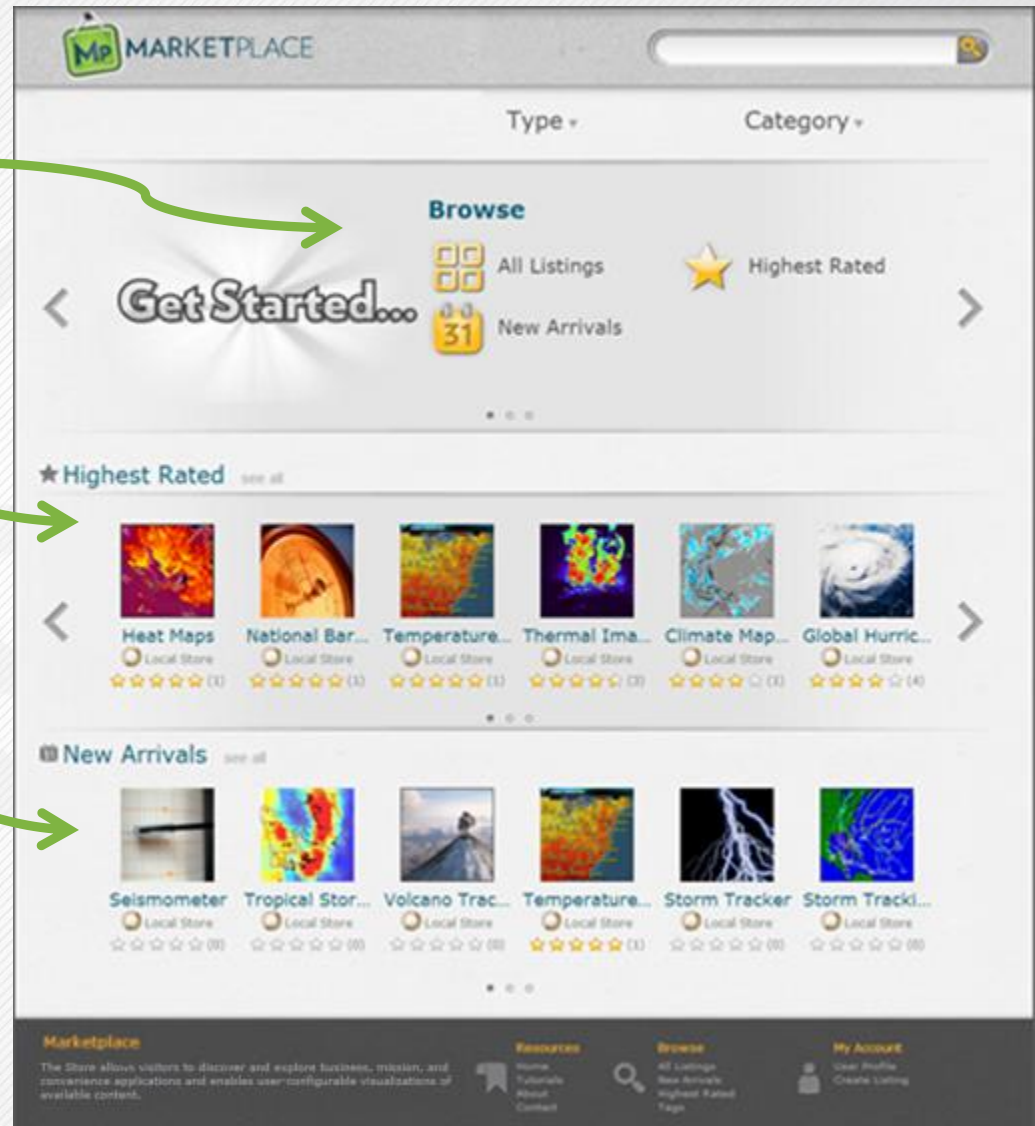 Mp MARKETPLACE
Type Category
Browse
All Listings Highest Rated
Get Started...
31 New Arrivals
Highest Rated see all
Heat Maps National Bar... Temperature... Thermal Ima... Climate Map... Global Hurric...
Local Store Local Store Local Store Local Store Local Store Local Store
(1) (1) (1) (1) (4)
New Arrivals see all
Seismometer Tropical Stor... Volcano Trac... Temperature... Storm Tracker Storm Tracki...
Local Store Local Store Local Store Local Store Local Store Local Store
(0) (0) (0) (1) (0) (0)
Marketplace Resources Browse My Account
The Store allows visitors to discover and explore business, mission, and Home All Listings User Profile
convenience applications and enables user-configurable visualizations of Tutorials New Arrivals Create Listing
available content. About Highest Rated
Contact Tags